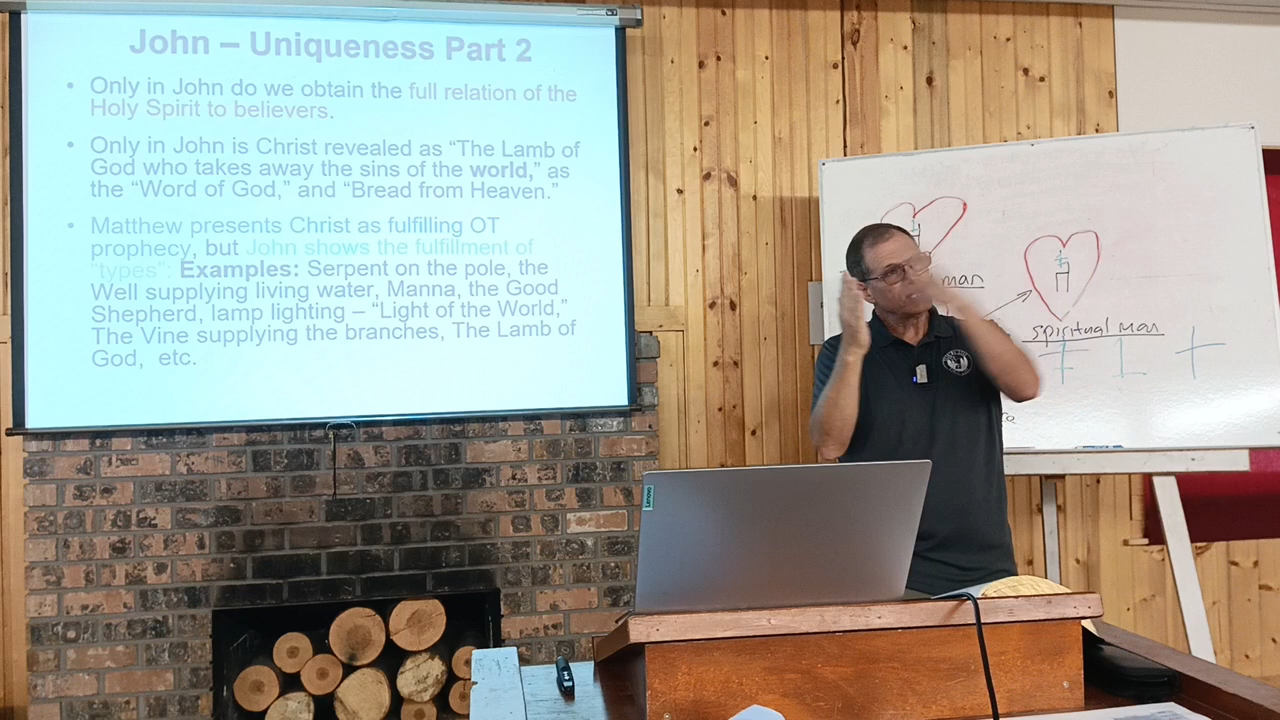 John – Uniqueness Part 2
• Only in John do we obtain the full relation of the
Holy Spirit to believers.
• Only in John is Christ revealed as “The Lamb of
God who takes away the sins of the world,” as
the “Word of God,” and “Bread from Heaven.”
• Matthew presents Christ as fulfilling OT
prophecy, but John shows the fulfillment of
“types”: Examples: Serpent on the pole, the
Well supplying living water, Manna, the Good
Shepherd, lamp lighting – “Light of the World,”
The Vine supplying the branches, The Lamb of
God, etc.
man
spiritual man
Lenovo